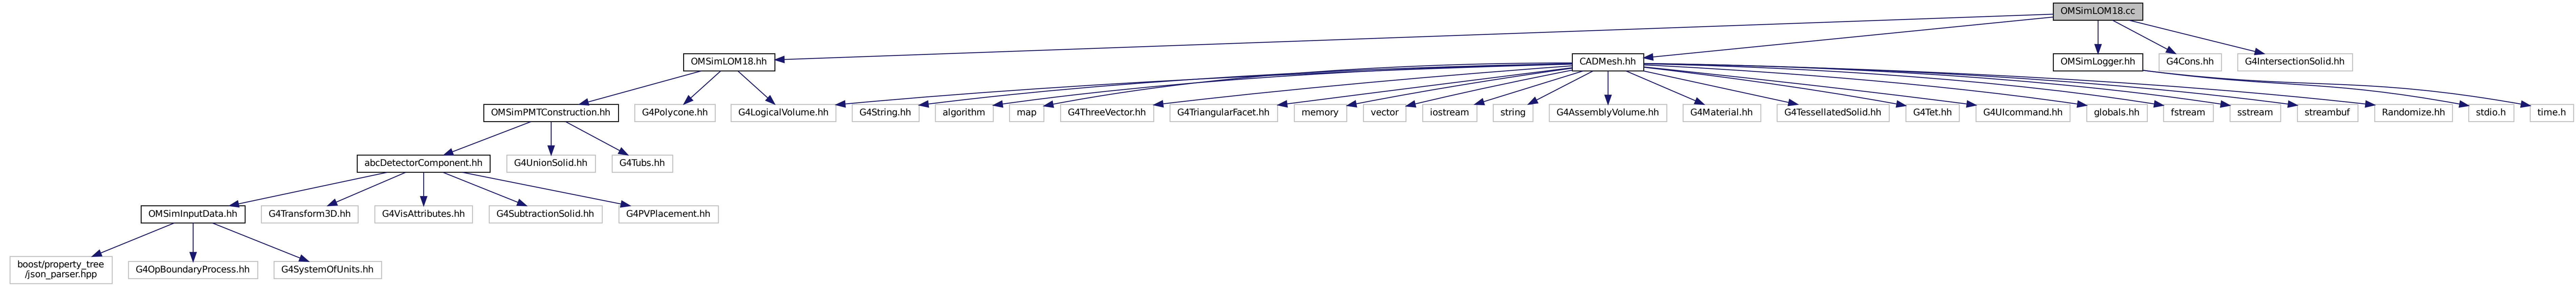 OMSimLOM18.cc
OMSimLOM18.hh
CADMesh.hh
OMSimLogger.hh
G4Cons.hh
G4IntersectionSolid.hh
OMSimPMTConstruction.hh
G4Polycone.hh
G4LogicalVolume.hh
G4String.hh
algorithm
map
G4ThreeVector.hh
G4TriangularFacet.hh
memory
vector
iostream
string
G4AssemblyVolume.hh
G4Material.hh
G4TessellatedSolid.hh
G4Tet.hh
G4UIcommand.hh
globals.hh
fstream
sstream
streambuf
Randomize.hh
stdio.h
time.h
abcDetectorComponent.hh
G4UnionSolid.hh
G4Tubs.hh
OMSimInputData.hh
G4Transform3D.hh
G4VisAttributes.hh
G4SubtractionSolid.hh
G4PVPlacement.hh
boost/property_tree
/json_parser.hpp
G4OpBoundaryProcess.hh
G4SystemOfUnits.hh